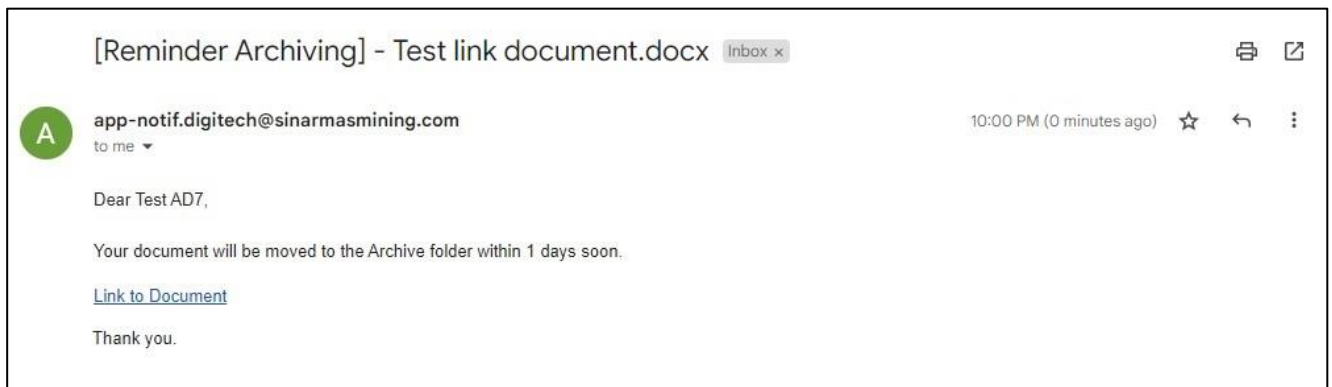 [Reminder Archiving] - Test link document.docx Inbox ×
A
app-notif.digitech@sinarmasmining.com 10:00 PM (0 minutes ago)
to me
Dear Test AD7,
Your document will be moved to the Archive folder within 1 days soon.
Link to Document
Thank you.